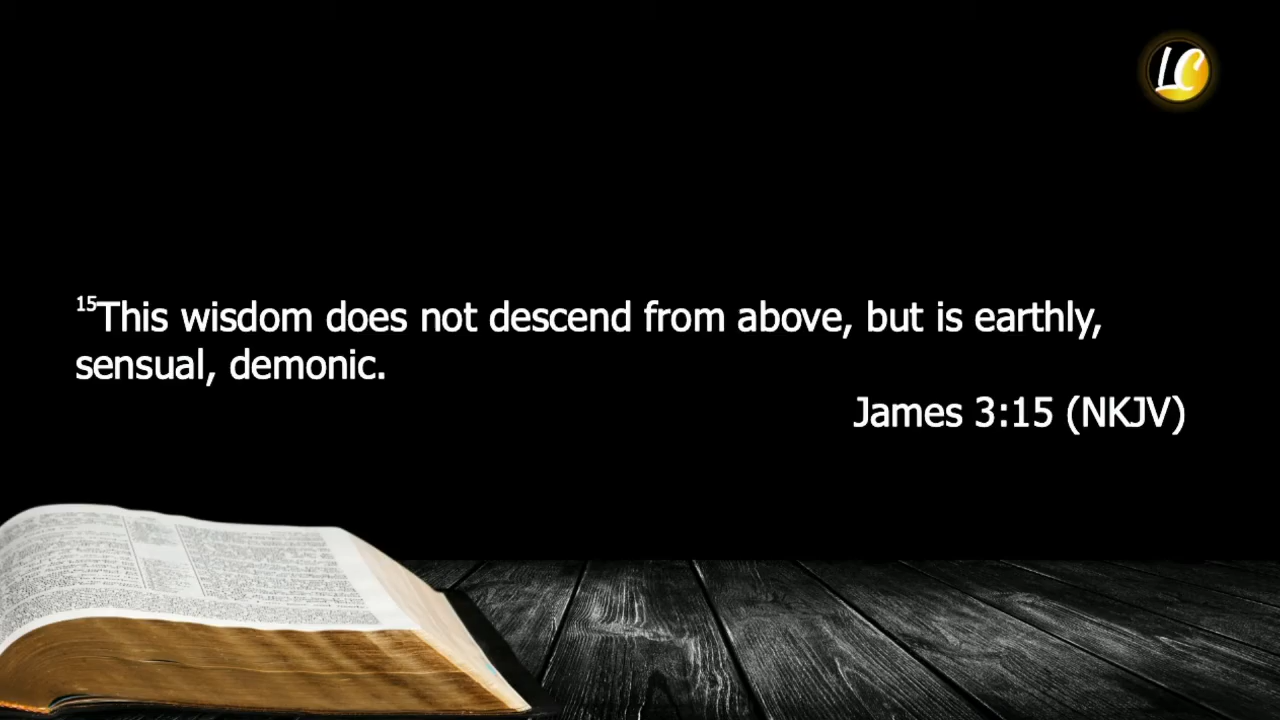 LC
15This wisdom does not descend from above, but is earthly,
sensual, demonic.
James 3:15 (NKJV)